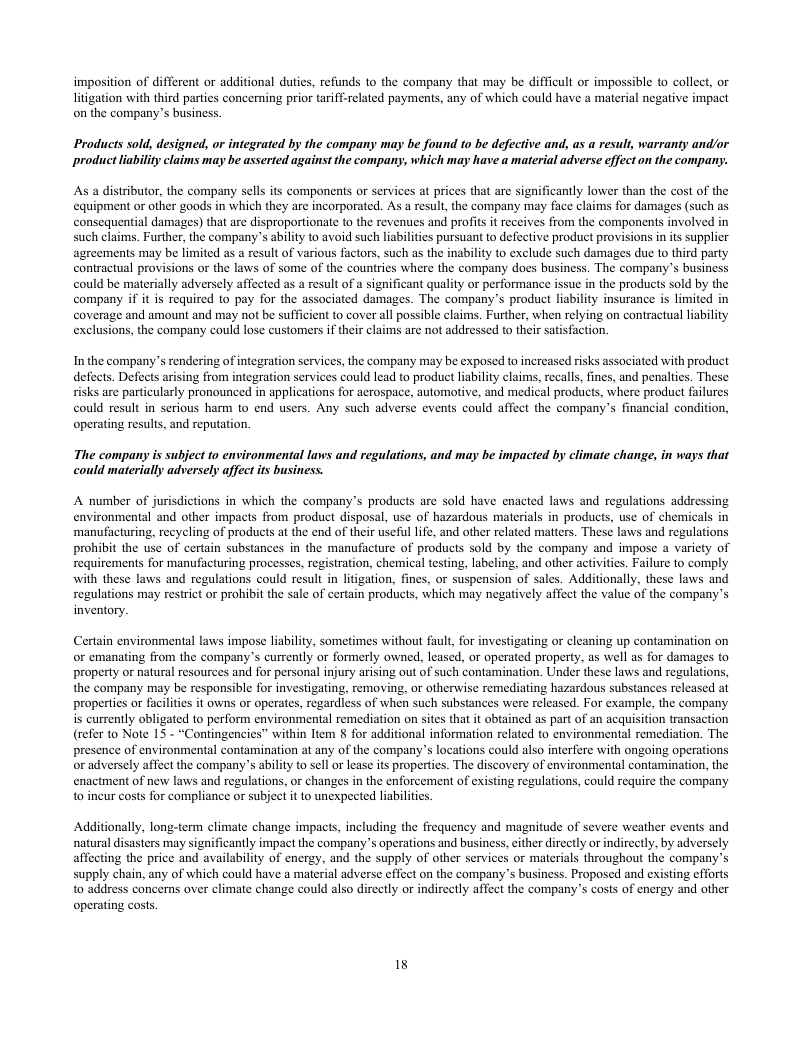 imposition of different or additional duties, refunds to the company that may be difficult or impossible to collect, or
litigation with third parties concerning prior tariff-related payments, any of which could have a material negative impact
on the company’s business.
Products sold, designed, or integrated by the company may be found to be defective and, as a result, warranty and/or
product liability claims may be asserted against the company, which may have a material adverse effect on the company.
As a distributor, the company sells its components or services at prices that are significantly lower than the cost of the
equipment or other goods in which they are incorporated. As a result, the company may face claims for damages (such as
consequential damages) that are disproportionate to the revenues and profits it receives from the components involved in
such claims. Further, the company’s ability to avoid such liabilities pursuant to defective product provisions in its supplier
agreements may be limited as a result of various factors, such as the inability to exclude such damages due to third party
contractual provisions or the laws of some of the countries where the company does business. The company’s business
could be materially adversely affected as a result of a significant quality or performance issue in the products sold by the
company if it is required to pay for the associated damages. The company’s product liability insurance is limited in
coverage and amount and may not be sufficient to cover all possible claims. Further, when relying on contractual liability
exclusions, the company could lose customers if their claims are not addressed to their satisfaction.
In the company’s rendering of integration services, the company may be exposed to increased risks associated with product
defects. Defects arising from integration services could lead to product liability claims, recalls, fines, and penalties. These
risks are particularly pronounced in applications for aerospace, automotive, and medical products, where product failures
could result in serious harm to end users. Any such adverse events could affect the company’s financial condition,
operating results, and reputation.
The company is subject to environmental laws and regulations, and may be impacted by climate change, in ways that
could materially adversely affect its business.
A number of jurisdictions in which the company’s products are sold have enacted laws and regulations addressing
environmental and other impacts from product disposal, use of hazardous materials in products, use of chemicals in
manufacturing, recycling of products at the end of their useful life, and other related matters. These laws and regulations
prohibit the use of certain substances in the manufacture of products sold by the company and impose a variety of
requirements for manufacturing processes, registration, chemical testing, labeling, and other activities. Failure to comply
with these laws and regulations could result in litigation, fines, or suspension of sales. Additionally, these laws and
regulations may restrict or prohibit the sale of certain products, which may negatively affect the value of the company’s
inventory.
Certain environmental laws impose liability, sometimes without fault, for investigating or cleaning up contamination on
or emanating from the company’s currently or formerly owned, leased, or operated property, as well as for damages to
property or natural resources and for personal injury arising out of such contamination. Under these laws and regulations,
the company may be responsible for investigating, removing, or otherwise remediating hazardous substances released at
properties or facilities it owns or operates, regardless of when such substances were released. For example, the company
is currently obligated to perform environmental remediation on sites that it obtained as part of an acquisition transaction
(refer to Note 15 - “Contingencies” within Item 8 for additional information related to environmental remediation. The
presence of environmental contamination at any of the company’s locations could also interfere with ongoing operations
or adversely affect the company’s ability to sell or lease its properties. The discovery of environmental contamination, the
enactment of new laws and regulations, or changes in the enforcement of existing regulations, could require the company
to incur costs for compliance or subject it to unexpected liabilities.
Additionally, long-term climate change impacts, including the frequency and magnitude of severe weather events and
natural disasters may significantly impact the company’s operations and business, either directly or indirectly, by adversely
affecting the price and availability of energy, and the supply of other services or materials throughout the company’s
supply chain, any of which could have a material adverse effect on the company’s business. Proposed and existing efforts
to address concerns over climate change could also directly or indirectly affect the company’s costs of energy and other
operating costs.
18